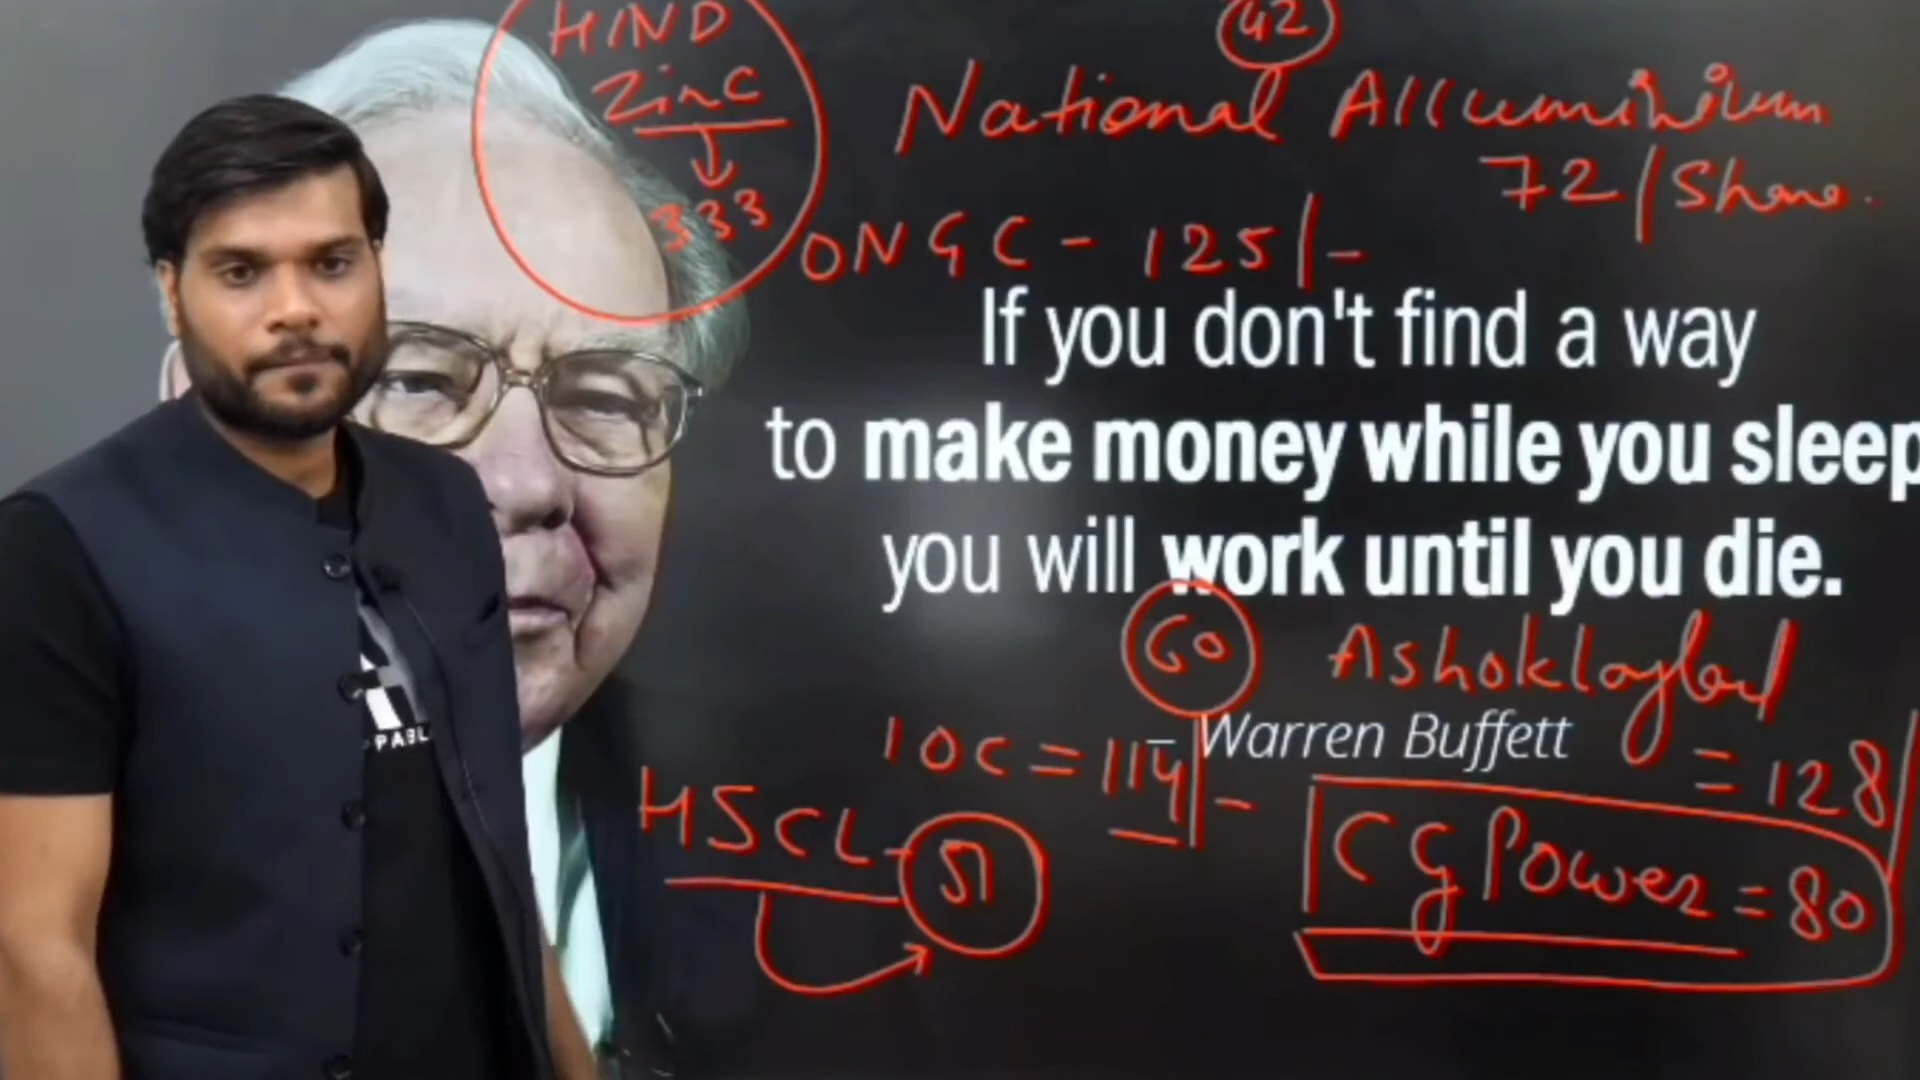 HIND
Zinc
333
42
National Alluminium
72/Share.
ONGC - 125/-
If you don't find a way
to make money while you sleep
you will work until you die.
60
Ashokleyland
= 128/
- Warren Buffett
IOC = 114/-
HSCL - 51
CG Power = 80
PABL